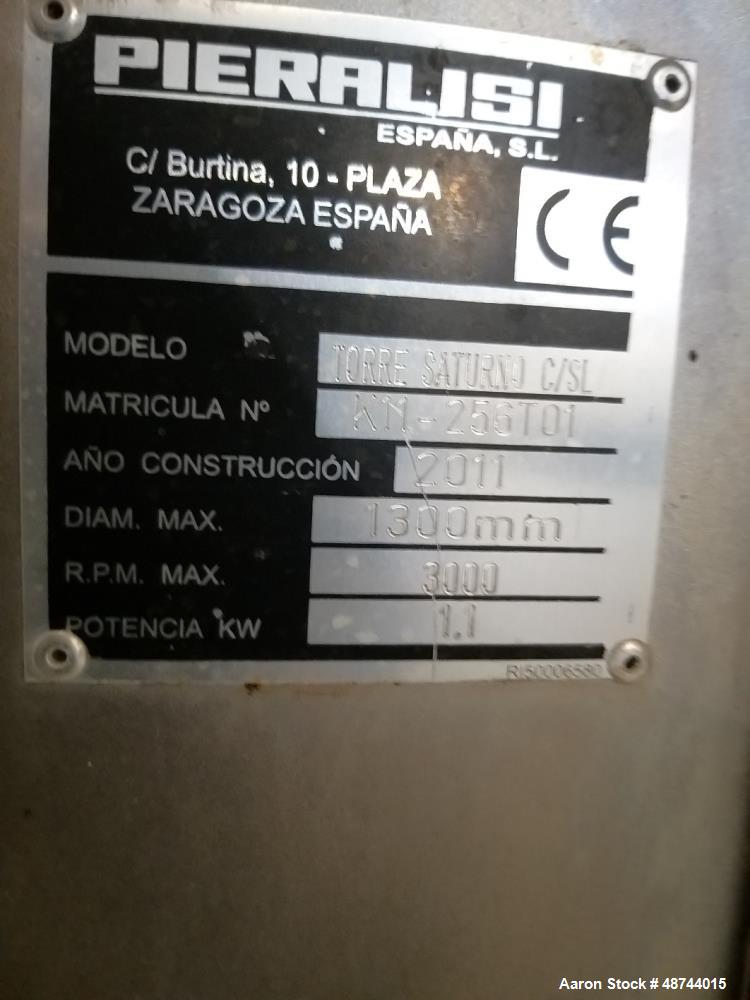 PIERALISI
ESPAÑA, S.L.
C/ Burtina, 10 - PLAZA
ZARAGOZA ESPAÑA
CE
MODELO TORRE SATURNO C/SL
MATRICULA Nº KM-256T01
AÑO CONSTRUCCIÓN 2011
DIAM. MAX. 1300mm
R.P.M. MAX. 3000
POTENCIA KW 1.1
RI50006580
Aaron Stock # 48744015